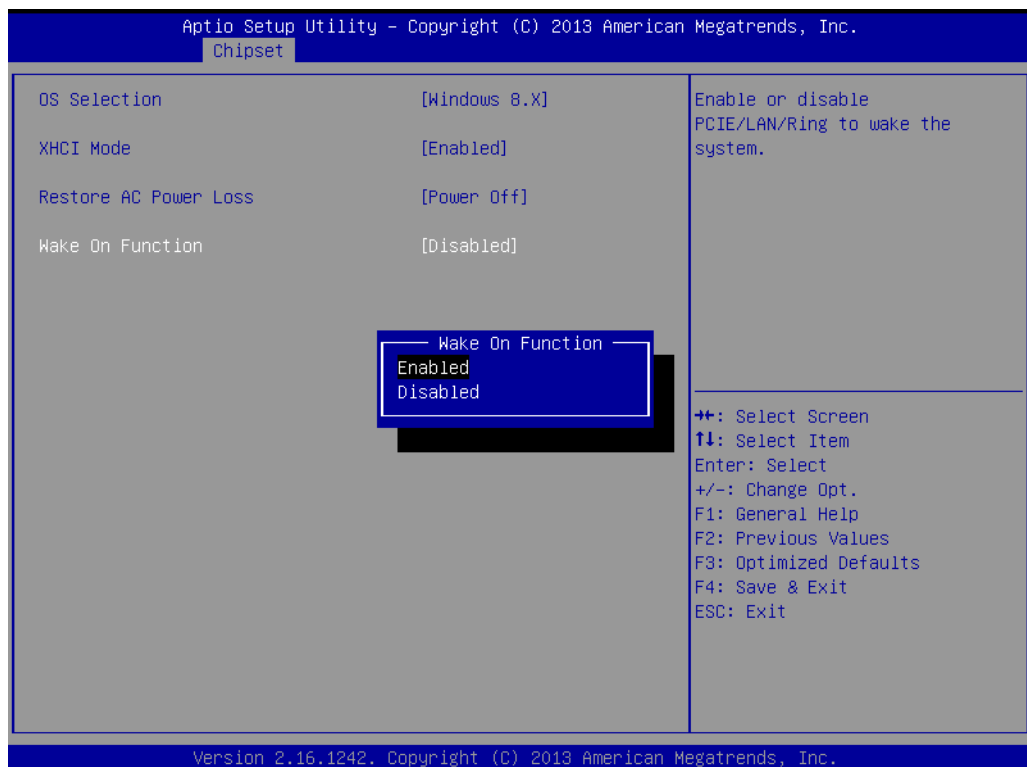 Aptio Setup Utility – Copyright (C) 2013 American Megatrends, Inc.
Chipset
OS Selection [Windows 8.X]
XHCI Mode [Enabled]
Restore AC Power Loss [Power Off]
Wake On Function [Disabled]
Wake On Function
Enabled
Disabled
Enable or disable
PCIE/LAN/Ring to wake the
system.
→←: Select Screen
↑↓: Select Item
Enter: Select
+/-: Change Opt.
F1: General Help
F2: Previous Values
F3: Optimized Defaults
F4: Save & Exit
ESC: Exit
Version 2.16.1242. Copyright (C) 2013 American Megatrends, Inc.